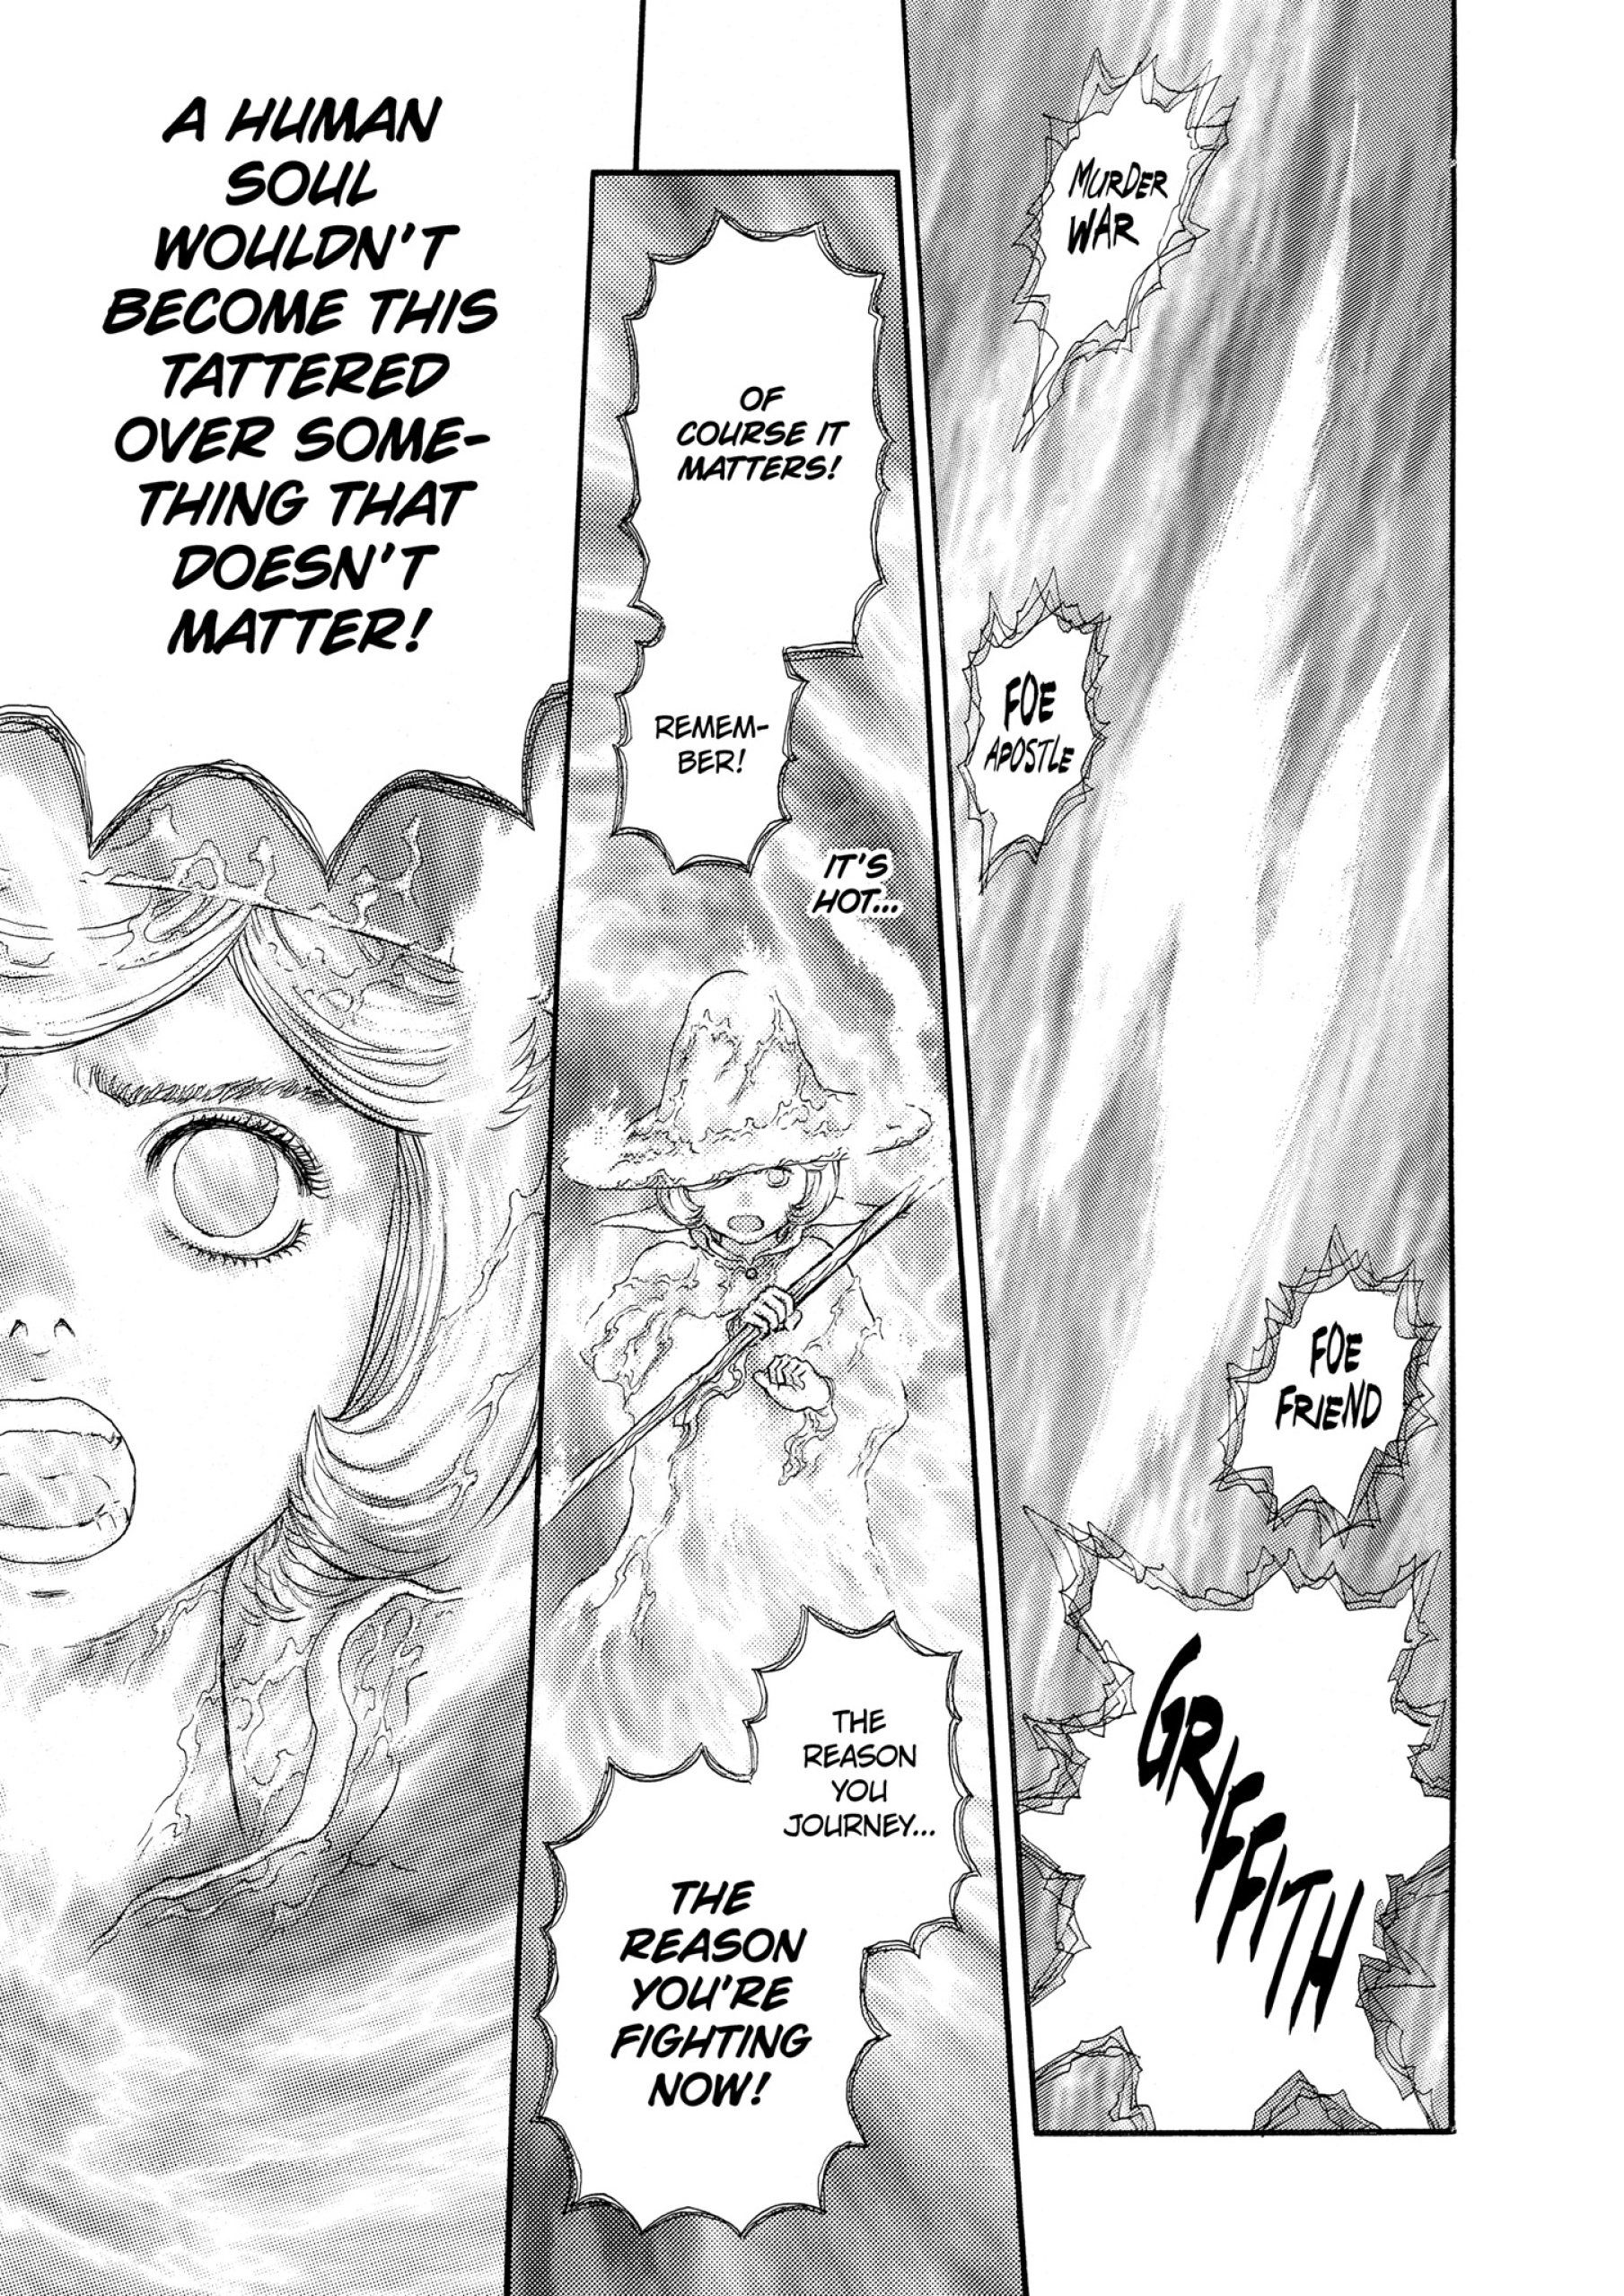 MURDER
WAR
FOE
APOSTLE
FOE
FRIEND
GRIFFITH
OF
COURSE IT
MATTERS!
REMEM-
BER!
IT'S
HOT...
THE
REASON
YOU
JOURNEY...
THE
REASON
YOU'RE
FIGHTING
NOW!
A HUMAN
SOUL
WOULDN'T
BECOME THIS
TATTERED
OVER SOME-
THING THAT
DOESN'T
MATTER!